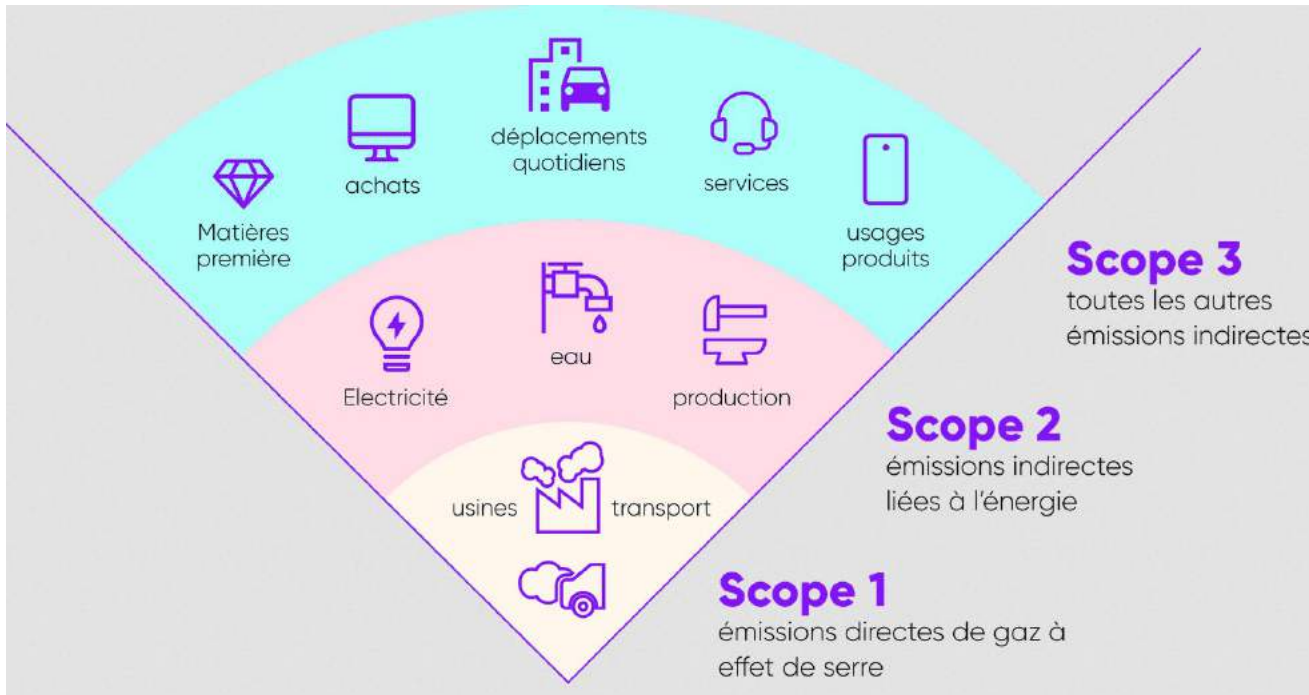 déplacements
quotidiens
achats
services
Matières
première
usages
produits
Scope 3
toutes les autres
émissions indirectes
eau
Electricité
production
Scope 2
émissions indirectes
liées à l'énergie
usines
transport
Scope 1
émissions directes de gaz à
effet de serre